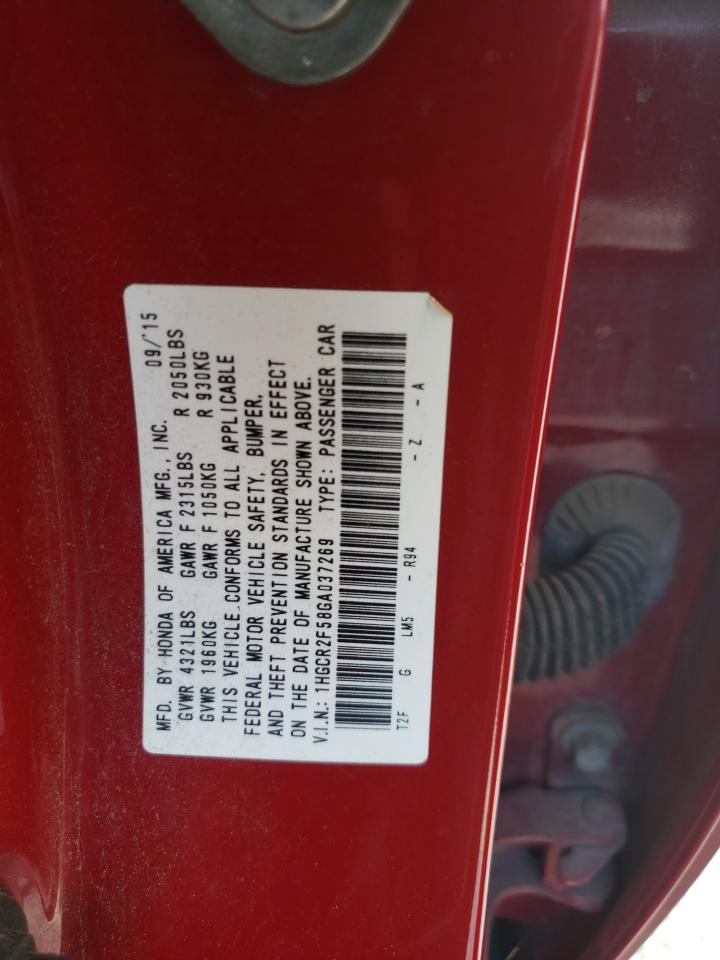 MFD. BY HONDA OF AMERICA MFG., INC. 09/'15
GVWR 4321LBS GAWR F 2315LBS R 2050LBS
GVWR 1960KG GAWR F 1050KG R 930KG
THIS VEHICLE CONFORMS TO ALL APPLICABLE
FEDERAL MOTOR VEHICLE SAFETY, BUMPER,
AND THEFT PREVENTION STANDARDS IN EFFECT
ON THE DATE OF MANUFACTURE SHOWN ABOVE.
V.I.N.: 1HGCR2F58GA037269 TYPE: PASSENGER CAR
T2F G LM5 - R94 - Z - A